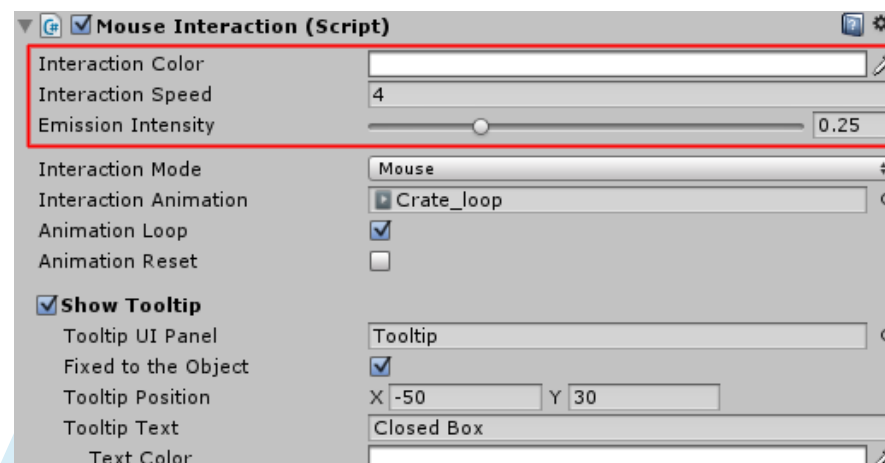 Mouse Interaction (Script)
Interaction Color
Interaction Speed 4
Emission Intensity 0.25
Interaction Mode Mouse
Interaction Animation Crate_loop
Animation Loop
Animation Reset
Show Tooltip
Tooltip UI Panel Tooltip
Fixed to the Object
Tooltip Position X -50 Y 30
Tooltip Text Closed Box
Text Color